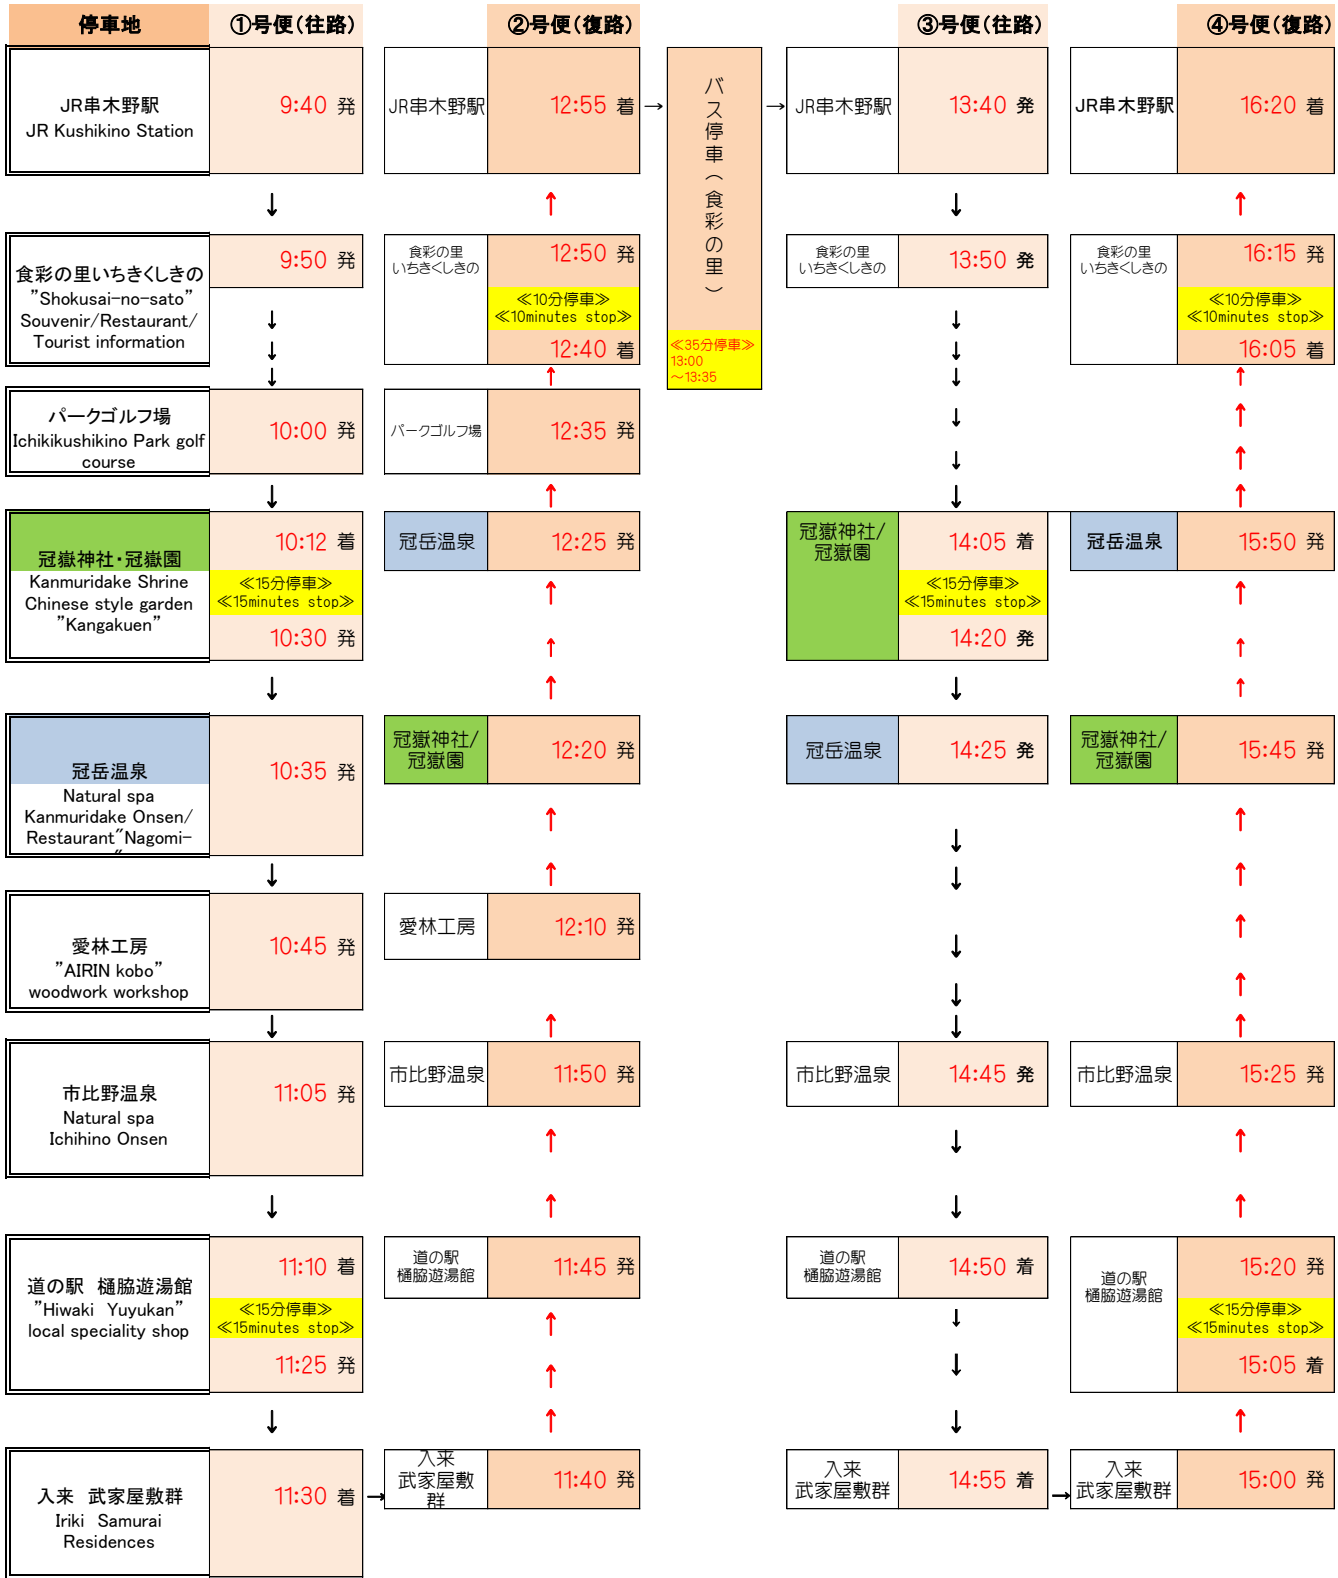 停車地 ①号便(往路) ②号便(復路) ③号便(往路) ④号便(復路)
JR串木野駅
JR Kushikino Station
9:40 発
JR串木野駅
12:55 着
→
バス停車(食彩の里)
≪35分停車≫
13:00
~13:35
→
JR串木野駅
13:40 発
JR串木野駅
16:20 着
食彩の里いちきくしきの
”Shokusai-no-sato”
Souvenir/Restaurant/
Tourist information
9:50 発
食彩の里
いちきくしきの
12:50 発
≪10分停車≫
≪10minutes stop≫
12:40 着
食彩の里
いちきくしきの
13:50 発
食彩の里
いちきくしきの
16:15 発
≪10分停車≫
≪10minutes stop≫
16:05 着
パークゴルフ場
Ichikikushikino Park golf
course
10:00 発
パークゴルフ場
12:35 発
冠嶽神社・冠嶽園
Kanmuridake Shrine
Chinese style garden
”Kangakuen”
10:12 着
≪15分停車≫
≪15minutes stop≫
10:30 発
冠岳温泉
12:25 発
冠嶽神社/
冠嶽園
14:05 着
≪15分停車≫
≪15minutes stop≫
14:20 発
冠岳温泉
15:50 発
冠岳温泉
Natural spa
Kanmuridake Onsen/
Restaurant”Nagomi-
10:35 発
冠嶽神社/
冠嶽園
12:20 発
冠岳温泉
14:25 発
冠嶽神社/
冠嶽園
15:45 発
愛林工房
”AIRIN kobo”
woodwork workshop
10:45 発
愛林工房
12:10 発
市比野温泉
Natural spa
Ichihino Onsen
11:05 発
市比野温泉
11:50 発
市比野温泉
14:45 発
市比野温泉
15:25 発
道の駅 樋脇遊湯館
”Hiwaki Yuyukan”
local speciality shop
11:10 着
≪15分停車≫
≪15minutes stop≫
11:25 発
道の駅
樋脇遊湯館
11:45 発
道の駅
樋脇遊湯館
14:50 着
道の駅
樋脇遊湯館
15:20 発
≪15分停車≫
≪15minutes stop≫
15:05 着
入来 武家屋敷群
Iriki Samurai
Residences
11:30 着
→
入来
武家屋敷
群
11:40 発
入来
武家屋敷群
14:55 着
→
入来
武家屋敷群
15:00 発